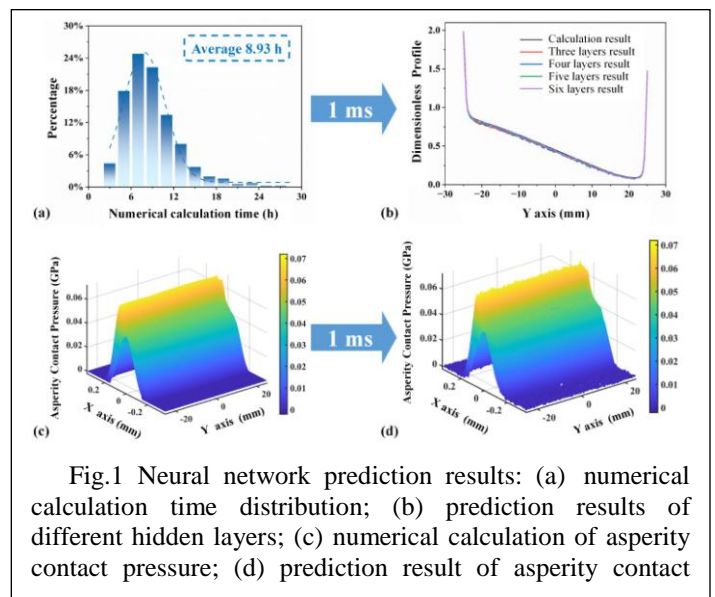 30%
24%
18%
12%
6%
0%
Percentage
Average 8.93 h
0 6 12 18 24 30
Numerical calculation time (h)
(a)
1 ms
2.0
1.5
1.0
0.5
0.0
Dimensionless Profile
Calculation result
Three layers result
Four layers result
Five layers result
Six layers result
−30 −20 −10 0 10 20 30
Y axis (mm)
(b)
Asperity Contact Pressure (GPa)
0.06
0.04
0.02
0
0.2
0
-0.2
X axis (mm)
-20
0
20
Y axis (mm)
0.07
0.06
0.05
0.04
0.03
0.02
0.01
0
(c)
1 ms
Asperity Contact Pressure (GPa)
0.06
0.04
0.02
0
0.2
0
-0.2
X axis (mm)
-20
0
20
Y axis (mm)
0.07
0.06
0.05
0.04
0.03
0.02
0.01
0
(d)
Fig.1 Neural network prediction results: (a) numerical
calculation time distribution; (b) prediction results of
different hidden layers; (c) numerical calculation of asperity
contact pressure; (d) prediction result of asperity contact